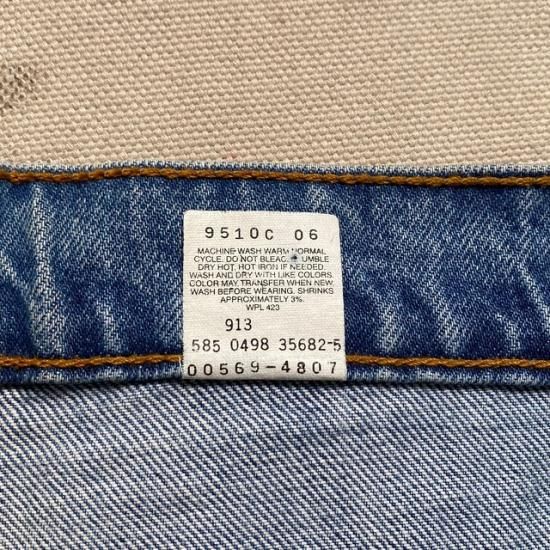 9510C 06
MACHINE WASH WARM NORMAL
CYCLE. DO NOT BLEACH. TUMBLE
DRY HOT. HOT IRON IF NEEDED.
WASH AND DRY WITH LIKE COLORS.
COLOR MAY TRANSFER WHEN NEW.
WASH BEFORE WEARING. SHRINKS
APPROXIMATELY 3%.
WPL 423
913
585 0498 35682-5
00569-4807